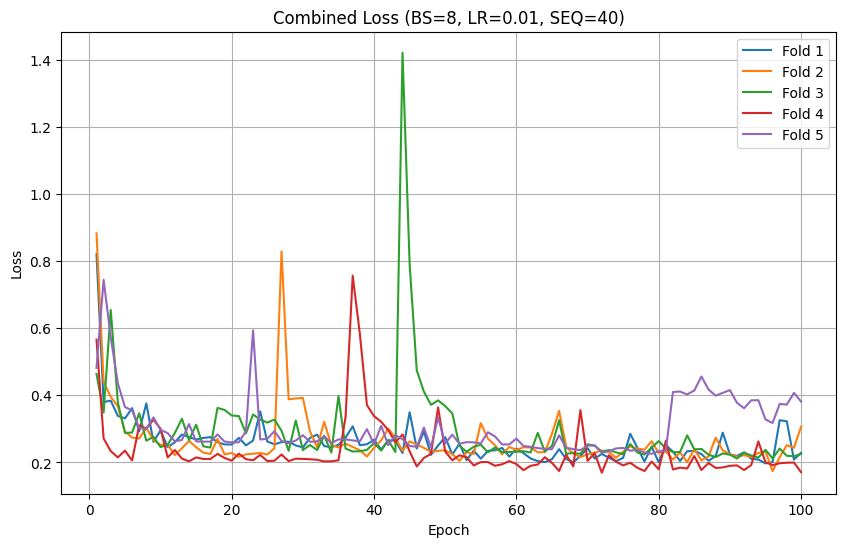 Combined Loss (BS=8, LR=0.01, SEQ=40)
Fold 1
Fold 2
Fold 3
Fold 4
Fold 5
Loss
1.4
1.2
1.0
0.8
0.6
0.4
0.2
0 20 40 60 80 100
Epoch